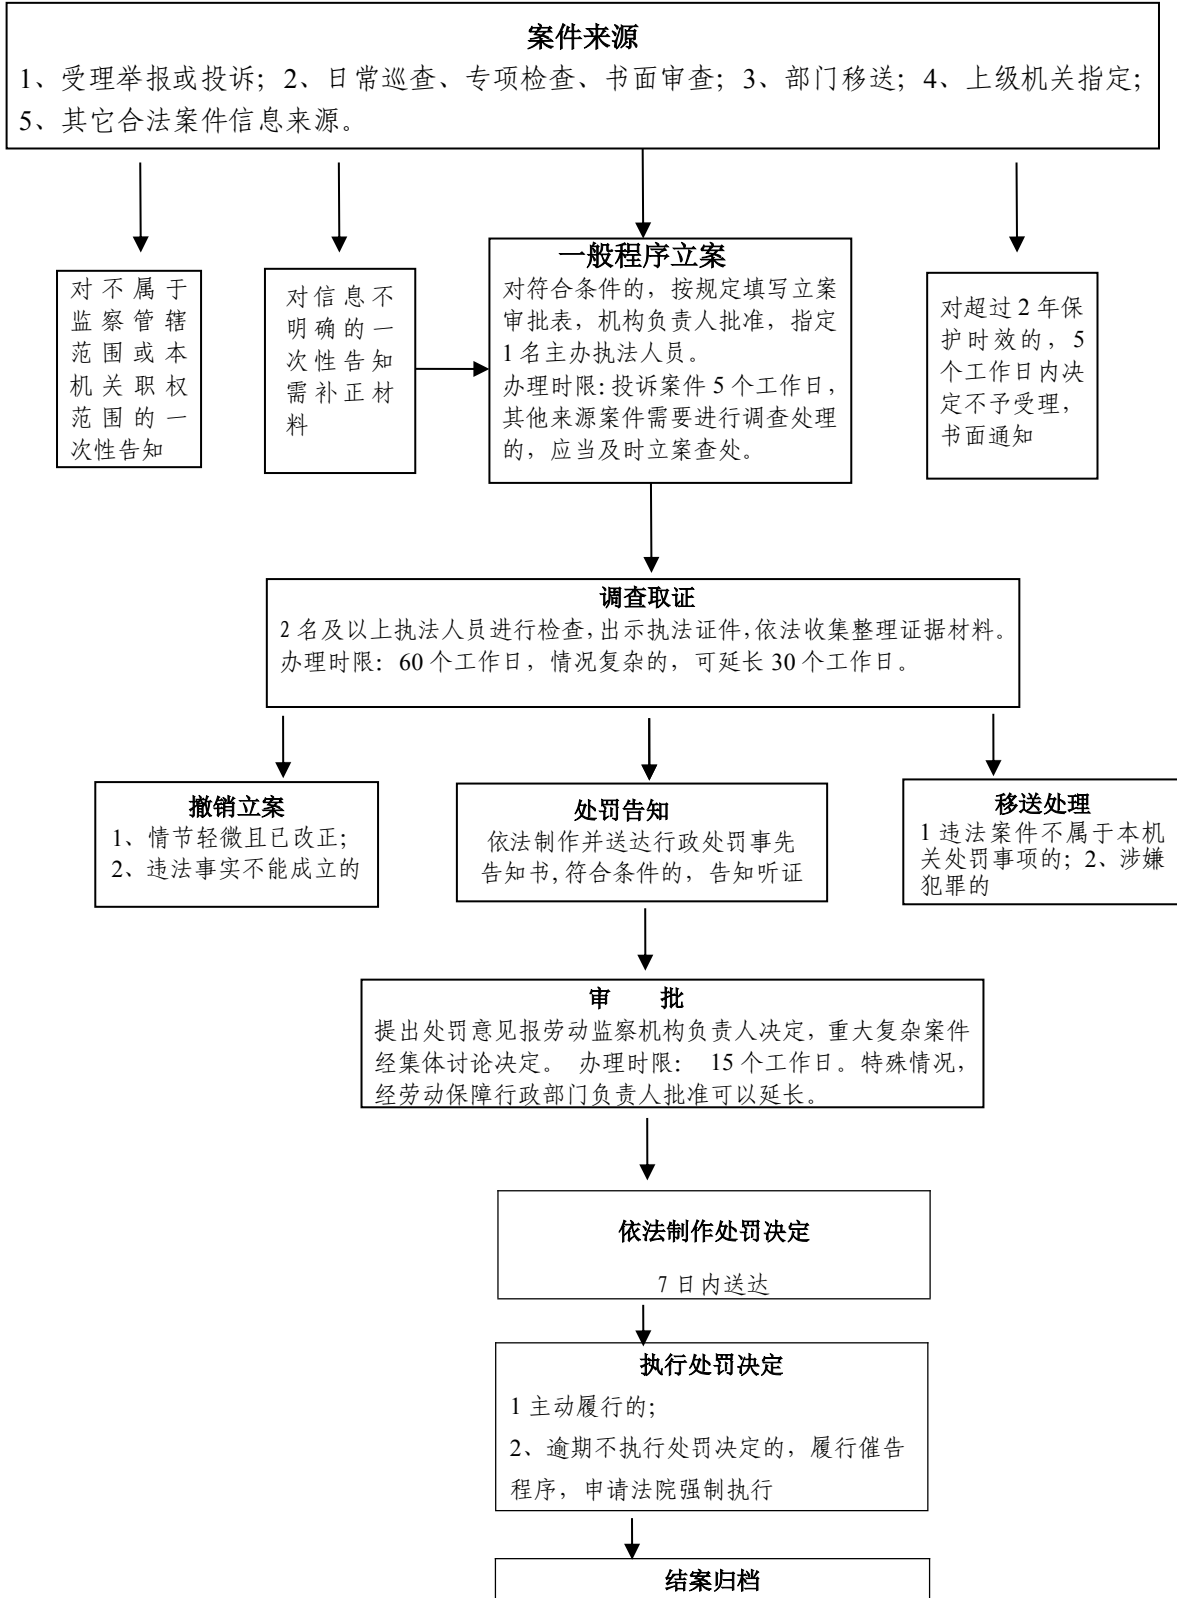 案件来源
1、受理举报或投诉；2、日常巡查、专项检查、书面审查；3、部门移送；4、上级机关指定；
5、其它合法案件信息来源。
对不属于
监察管辖
范围或本
机关职权
范围的一
次性告知
对信息不
明确的一
次性告知
需补正材
料
一般程序立案
对符合条件的，按规定填写立案
审批表，机构负责人批准，指定
1名主办执法人员。
办理时限：投诉案件5个工作日，
其他来源案件需要进行调查处理
的，应当及时立案查处。
对超过2年保
护时效的，5
个工作日内决
定不予受理，
书面通知
调查取证
2名及以上执法人员进行检查,出示执法证件,依法收集整理证据材料。
办理时限：60个工作日，情况复杂的，可延长30个工作日。
撤销立案
1、情节轻微且已改正；
2、违法事实不能成立的
处罚告知
依法制作并送达行政处罚事先
告知书,符合条件的，告知听证
移送处理
1违法案件不属于本机
关处罚事项的；2、涉嫌
犯罪的
审 批
提出处罚意见报劳动监察机构负责人决定，重大复杂案件
经集体讨论决定。 办理时限： 15个工作日。特殊情况，
经劳动保障行政部门负责人批准可以延长。
依法制作处罚决定
7日内送达
执行处罚决定
1主动履行的；
2、逾期不执行处罚决定的，履行催告
程序，申请法院强制执行
结案归档